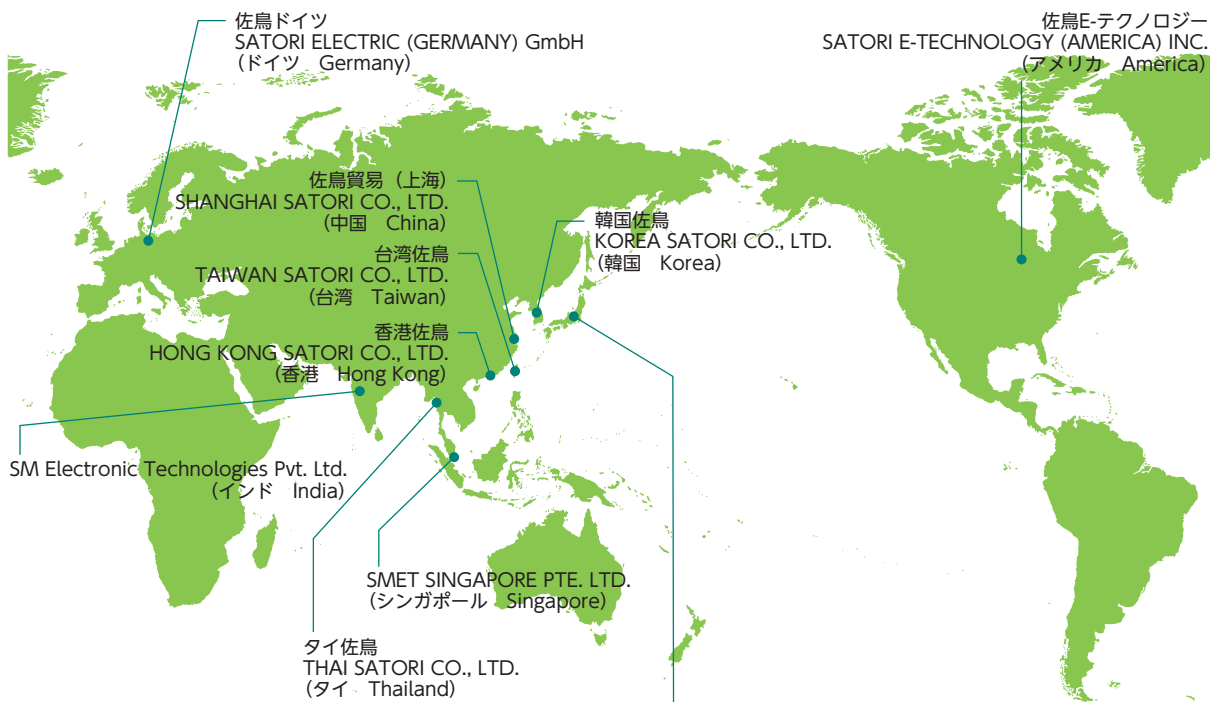 佐鳥ドイツ
SATORI ELECTRIC (GERMANY) GmbH
(ドイツ　Germany)
佐鳥E-テクノロジー
SATORI E-TECHNOLOGY (AMERICA) INC.
(アメリカ　America)
佐鳥貿易（上海）
SHANGHAI SATORI CO., LTD.
(中国　China)
台湾佐鳥
TAIWAN SATORI CO., LTD.
(台湾　Taiwan)
香港佐鳥
HONG KONG SATORI CO., LTD.
(香港　Hong Kong)
韓国佐鳥
KOREA SATORI CO., LTD.
(韓国　Korea)
SM Electronic Technologies Pvt. Ltd.
(インド　India)
SMET SINGAPORE PTE. LTD.
(シンガポール　Singapore)
タイ佐鳥
THAI SATORI CO., LTD.
(タイ　Thailand)